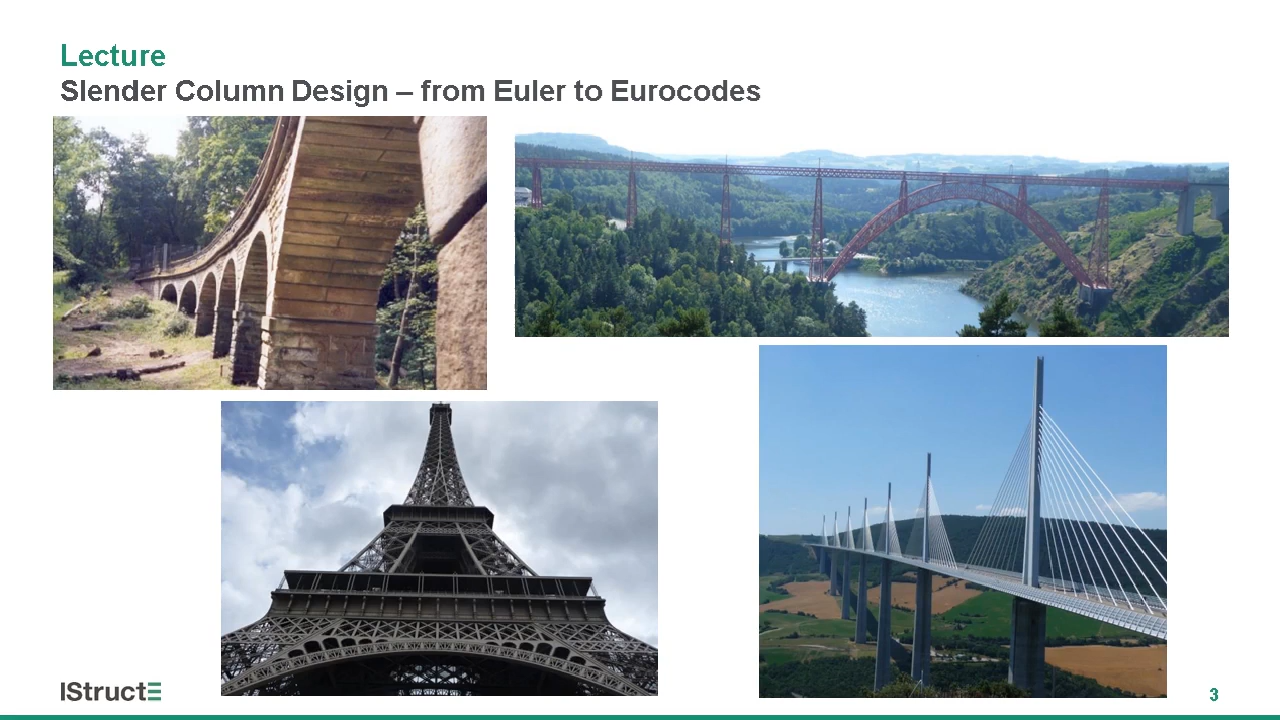 Lecture
Slender Column Design – from Euler to Eurocodes
IStructE
3